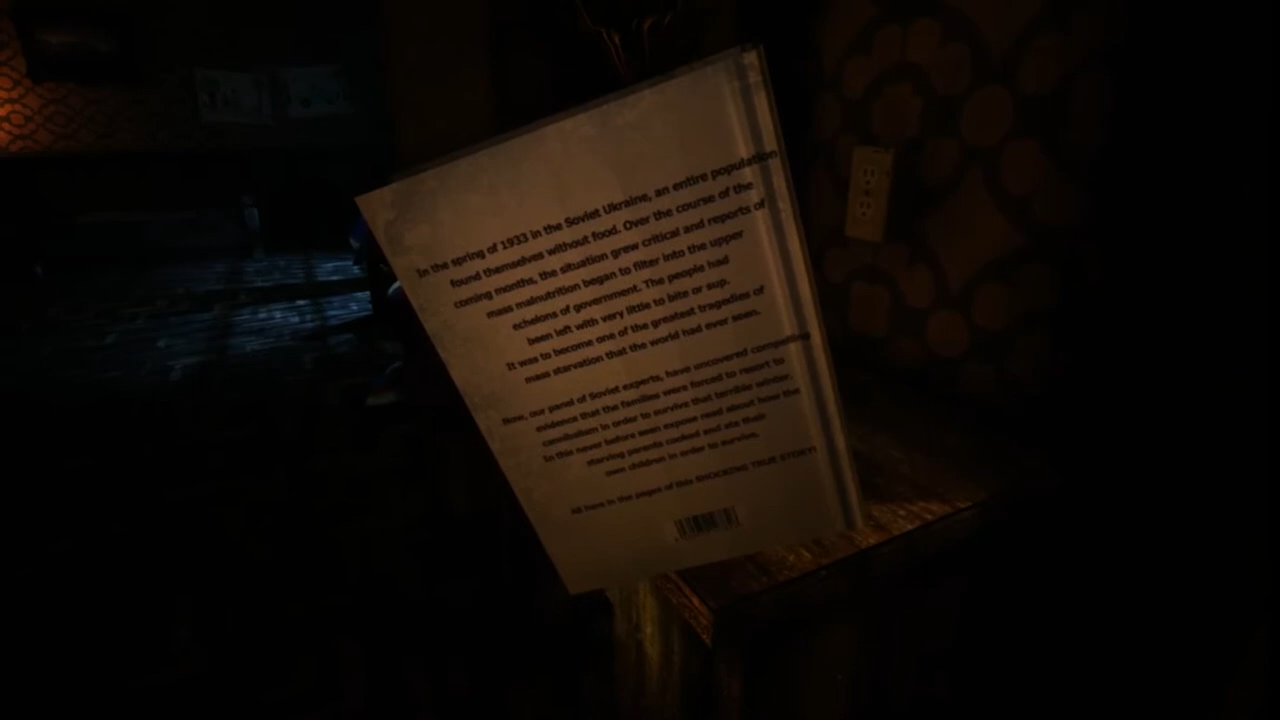 In the spring of 1933 in the Soviet Ukraine, an entire population
found themselves without food. Over the course of the
coming months, the situation grew critical and reports of
mass malnutrition began to filter into the upper
echelons of government. The people had
been left with very little to bite or sup.
It was to become one of the greatest tragedies of
mass starvation that the world had ever seen.
Now, our panel of Soviet experts, have uncovered compelling
evidence that the families were forced to resort to
cannibalism in order to survive that terrible winter.
In this never before seen expose read about how the
starving parents cooked and ate their
own children in order to survive.
All here in the pages of this SHOCKING TRUE STORY!